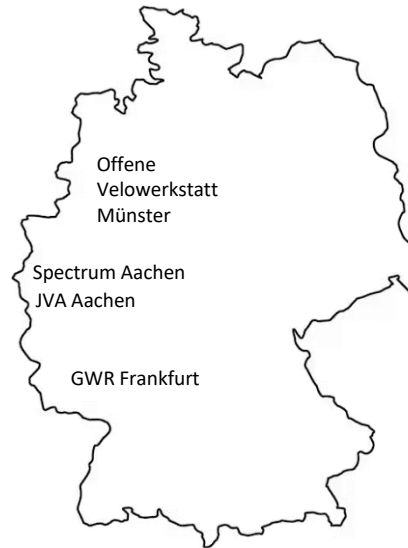 Offene
Velowerkstatt
Münster
Spectrum Aachen
JVA Aachen
GWR Frankfurt